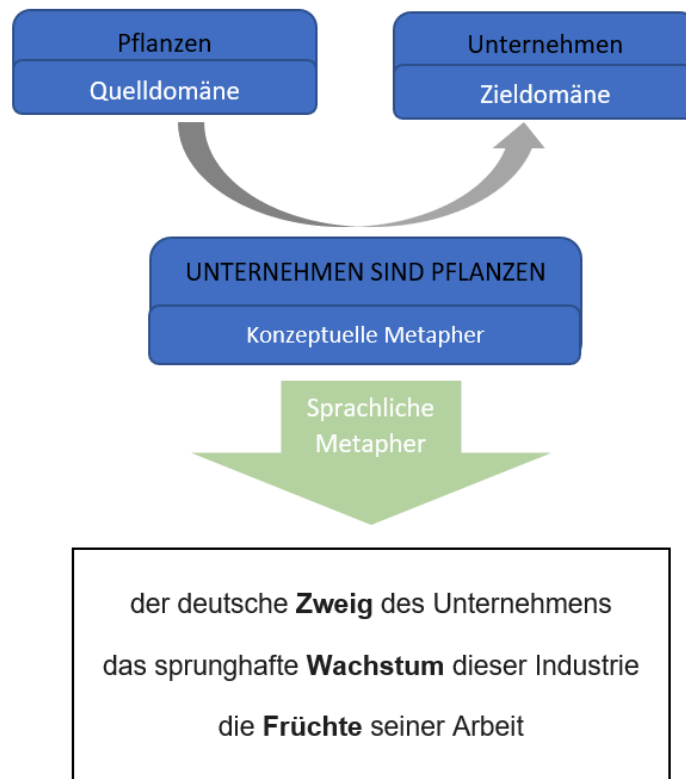 Pflanzen
Quelldomäne
Unternehmen
Zieldomäne
UNTERNEHMEN SIND PFLANZEN
Konzeptuelle Metapher
Sprachliche
Metapher
der deutsche Zweig des Unternehmens
das sprunghafte Wachstum dieser Industrie
die Früchte seiner Arbeit